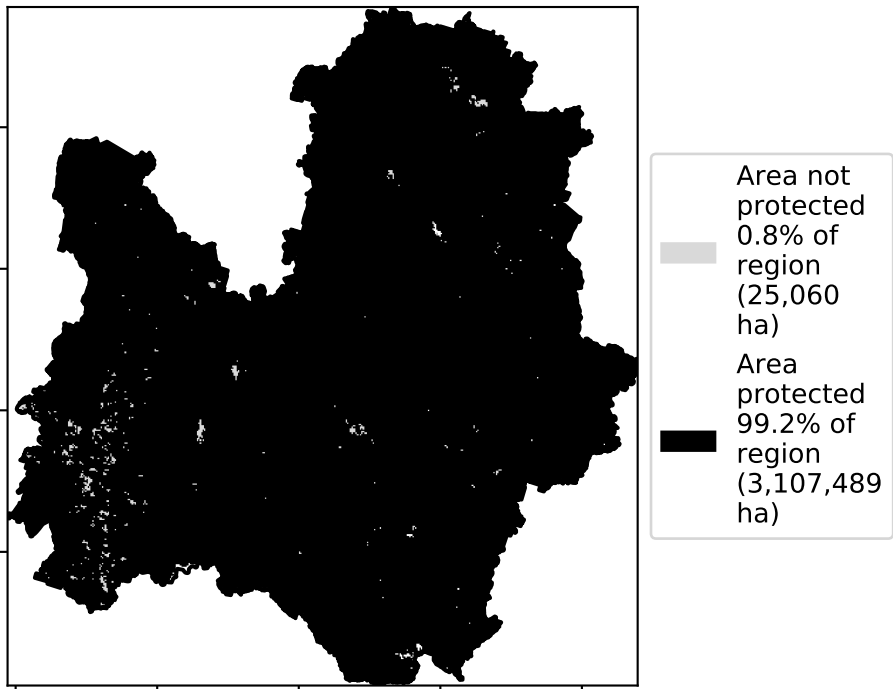 Area not
protected
0.8% of
region
(25,060
ha)
Area
protected
99.2% of
region
(3,107,489
ha)